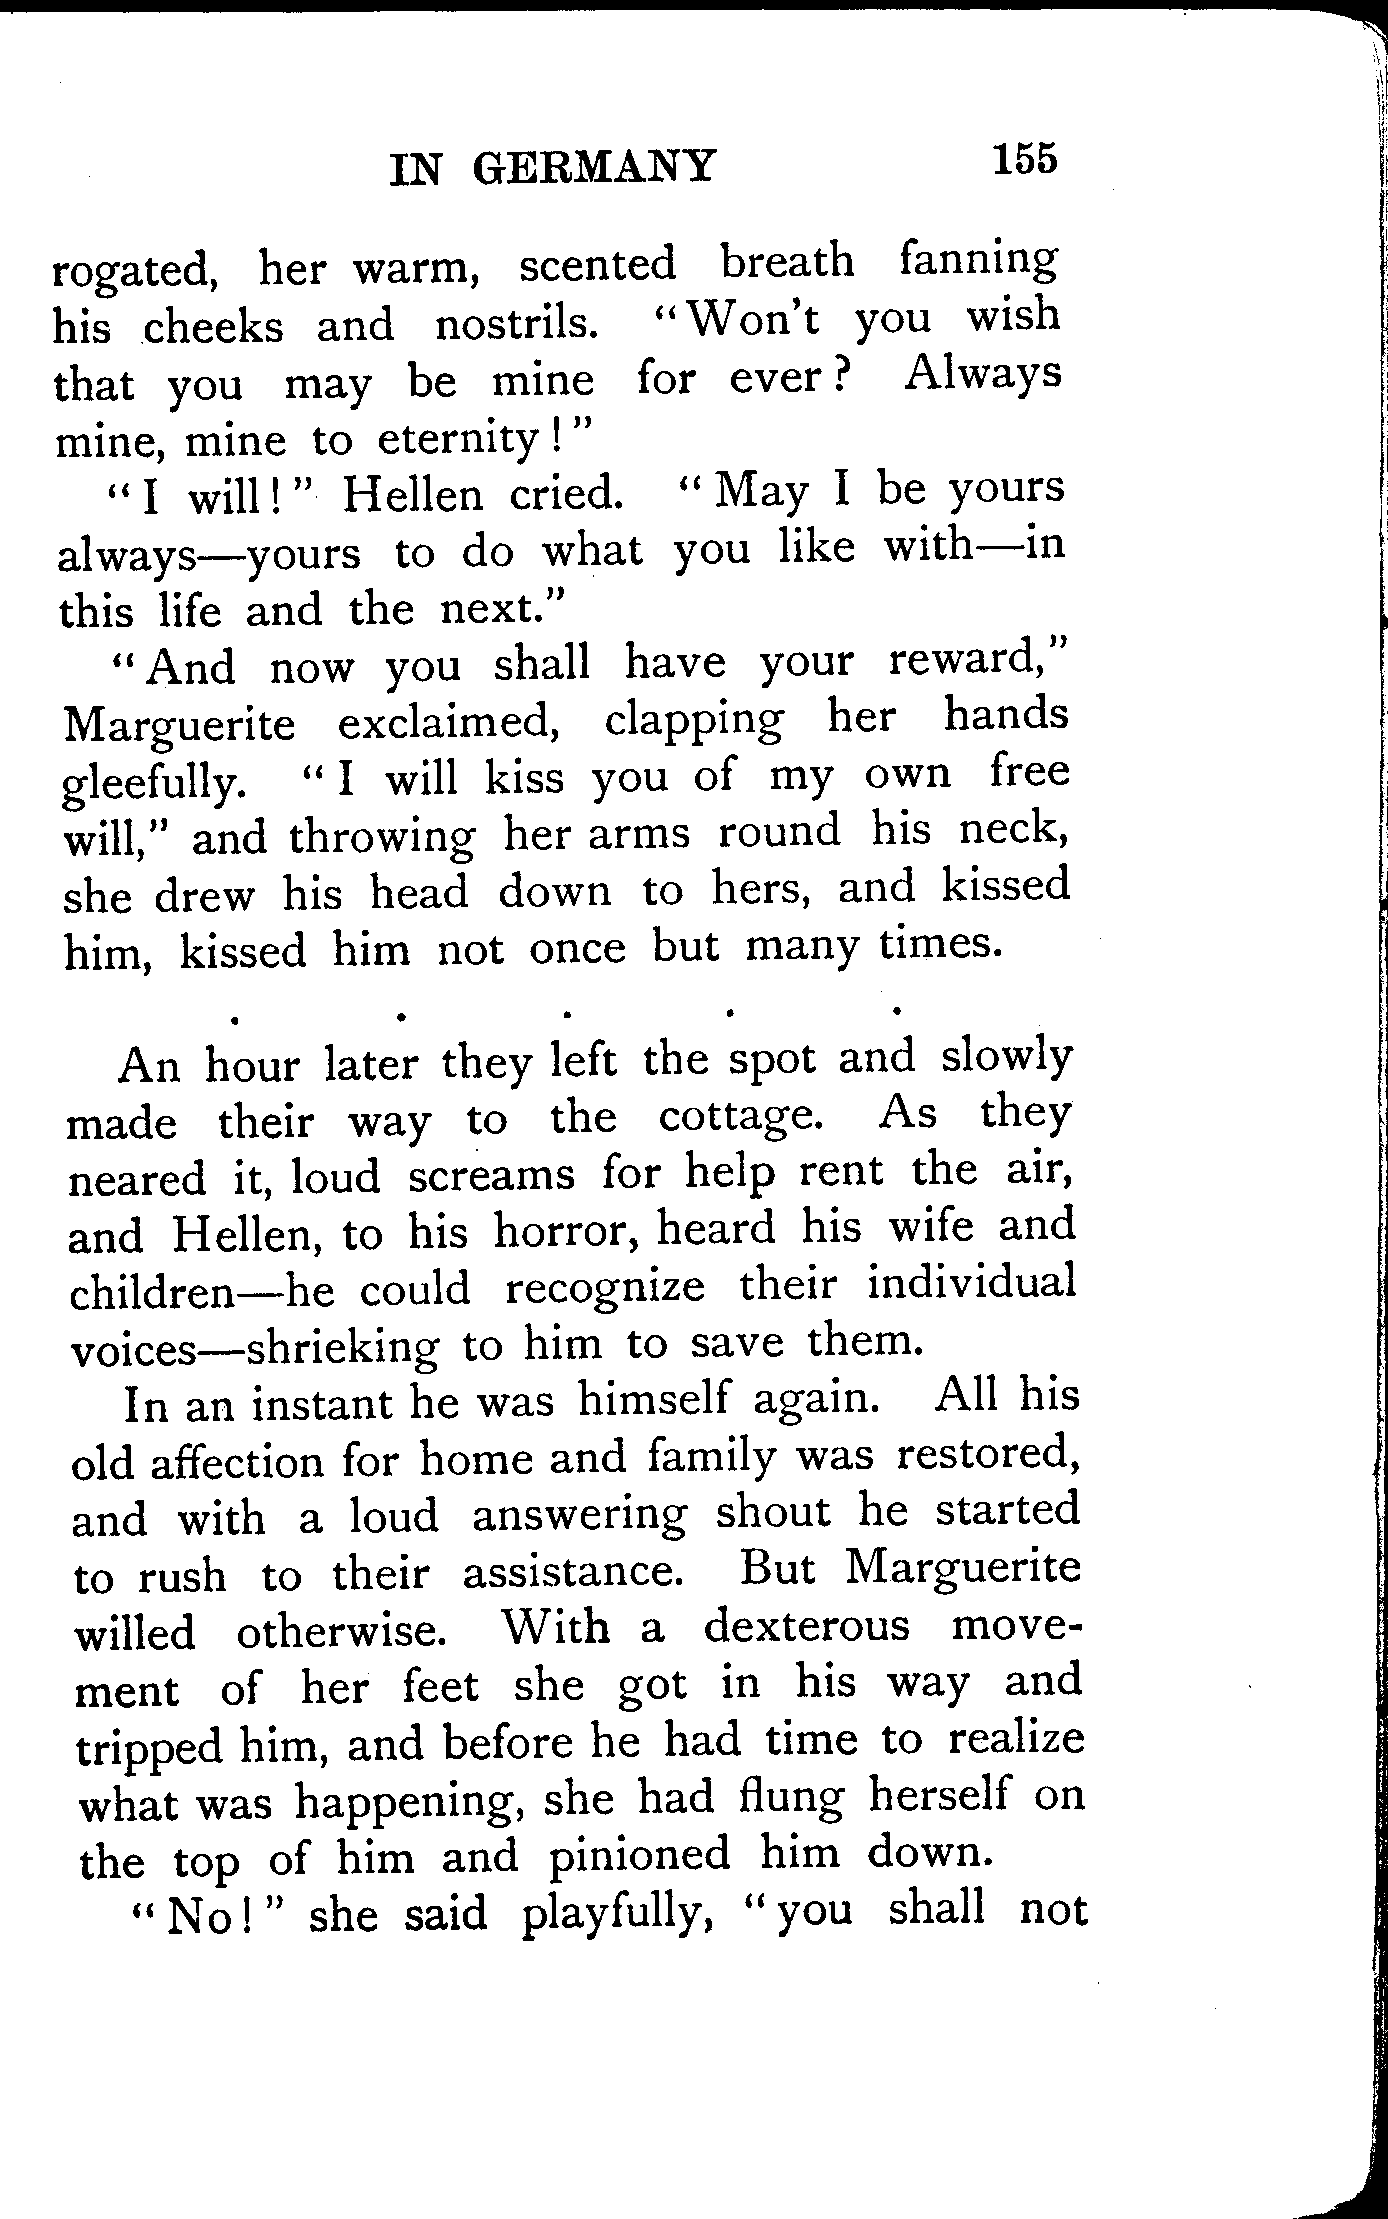 IN GERMANY 155
rogated, her warm, scented breath fanning
his cheeks and nostrils. "Won't you wish
that you may be mine for ever? Always
mine, mine to eternity!"
"I will!" Hellen cried. "May I be yours
always—yours to do what you like with—in
this life and the next."
"And now you shall have your reward,"
Marguerite exclaimed, clapping her hands
gleefully. "I will kiss you of my own free
will," and throwing her arms round his neck,
she drew his head down to hers, and kissed
him, kissed him not once but many times.
. . . . .
An hour later they left the spot and slowly
made their way to the cottage. As they
neared it, loud screams for help rent the air,
and Hellen, to his horror, heard his wife and
children—he could recognize their individual
voices—shrieking to him to save them.
In an instant he was himself again. All his
old affection for home and family was restored,
and with a loud answering shout he started
to rush to their assistance. But Marguerite
willed otherwise. With a dexterous move-
ment of her feet she got in his way and
tripped him, and before he had time to realize
what was happening, she had flung herself on
the top of him and pinioned him down.
"No!" she said playfully, "you shall not